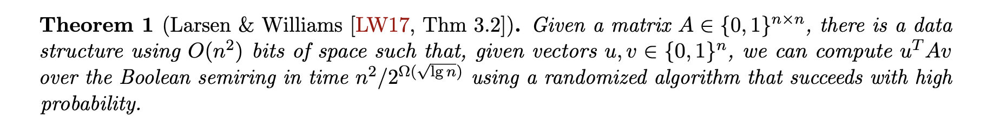 Theorem 1 (Larsen & Williams [LW17, Thm 3.2]). Given a matrix A ∈ {0, 1}^{n×n}, there is a data
structure using O(n²) bits of space such that, given vectors u, v ∈ {0, 1}^n, we can compute u^T Av
over the Boolean semiring in time n²/2^{Ω(√lg n)} using a randomized algorithm that succeeds with high
probability.